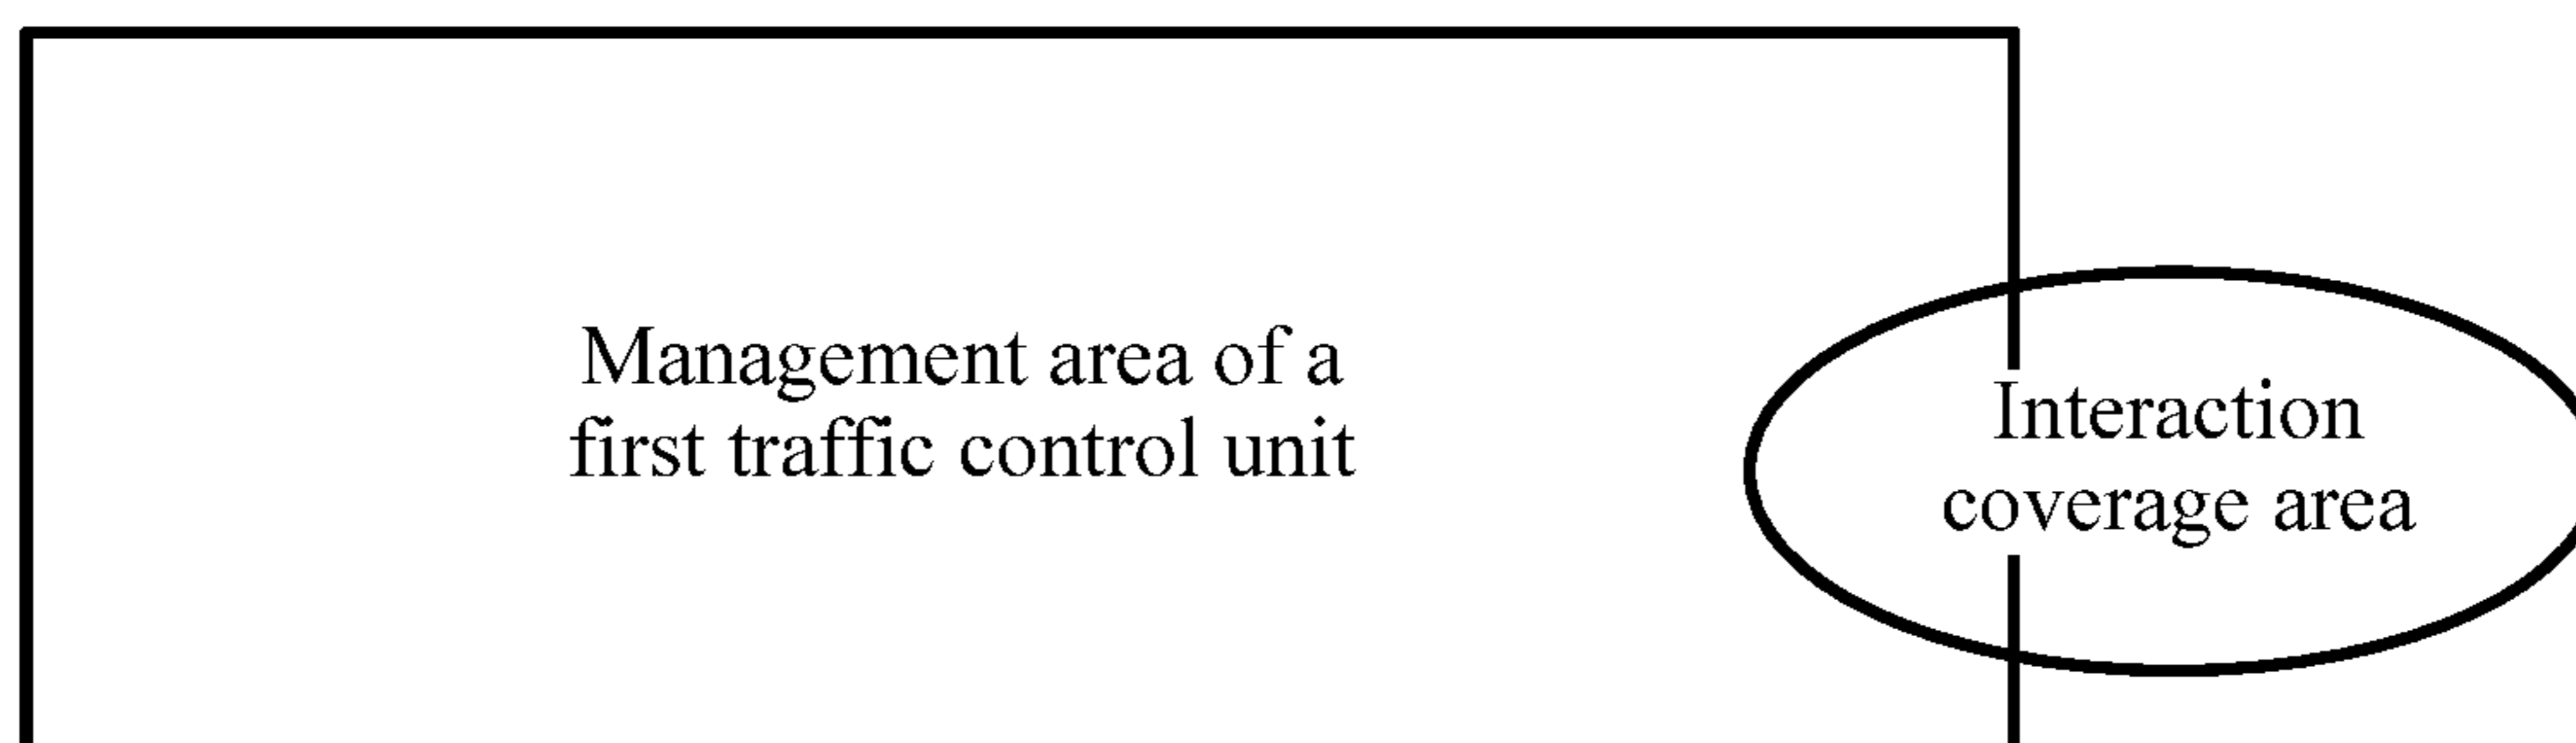 Management area of a
first traffic control unit
Interaction
coverage area